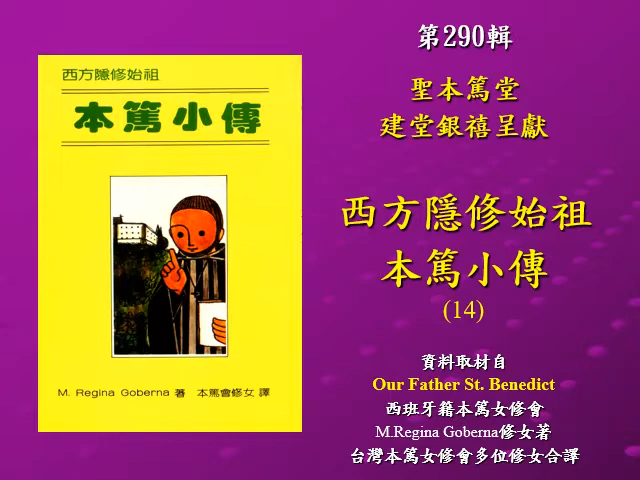 西方隱修始祖
本篤小傳
M. Regina Goberna 著 本篤會修女 譯
第290輯
聖本篤堂
建堂銀禧呈獻
西方隱修始祖
本篤小傳
(14)
資料取材自
Our Father St. Benedict
西班牙籍本篤女修會
M.Regina Goberna修女著
台灣本篤女修會多位修女合譯